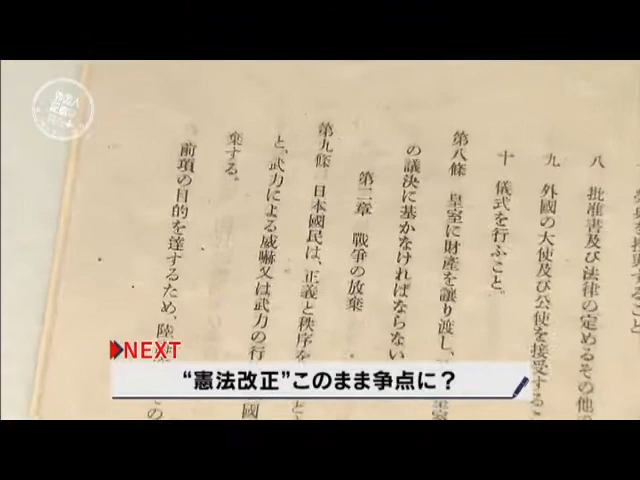 八　批准書及び法律の定めるその他
九　外國の大使及び公使を接受するこ
十　儀式を行ふこと。
第八條　皇室に財産を讓り渡し、
の議決に基かなければならない
第二章　戰爭の放棄
第九條　日本國民は、正義と秩序を
と、武力による威嚇又は武力の行
棄する。
前項の目的を達するため、陸
NEXT
“憲法改正”このまま争点に？